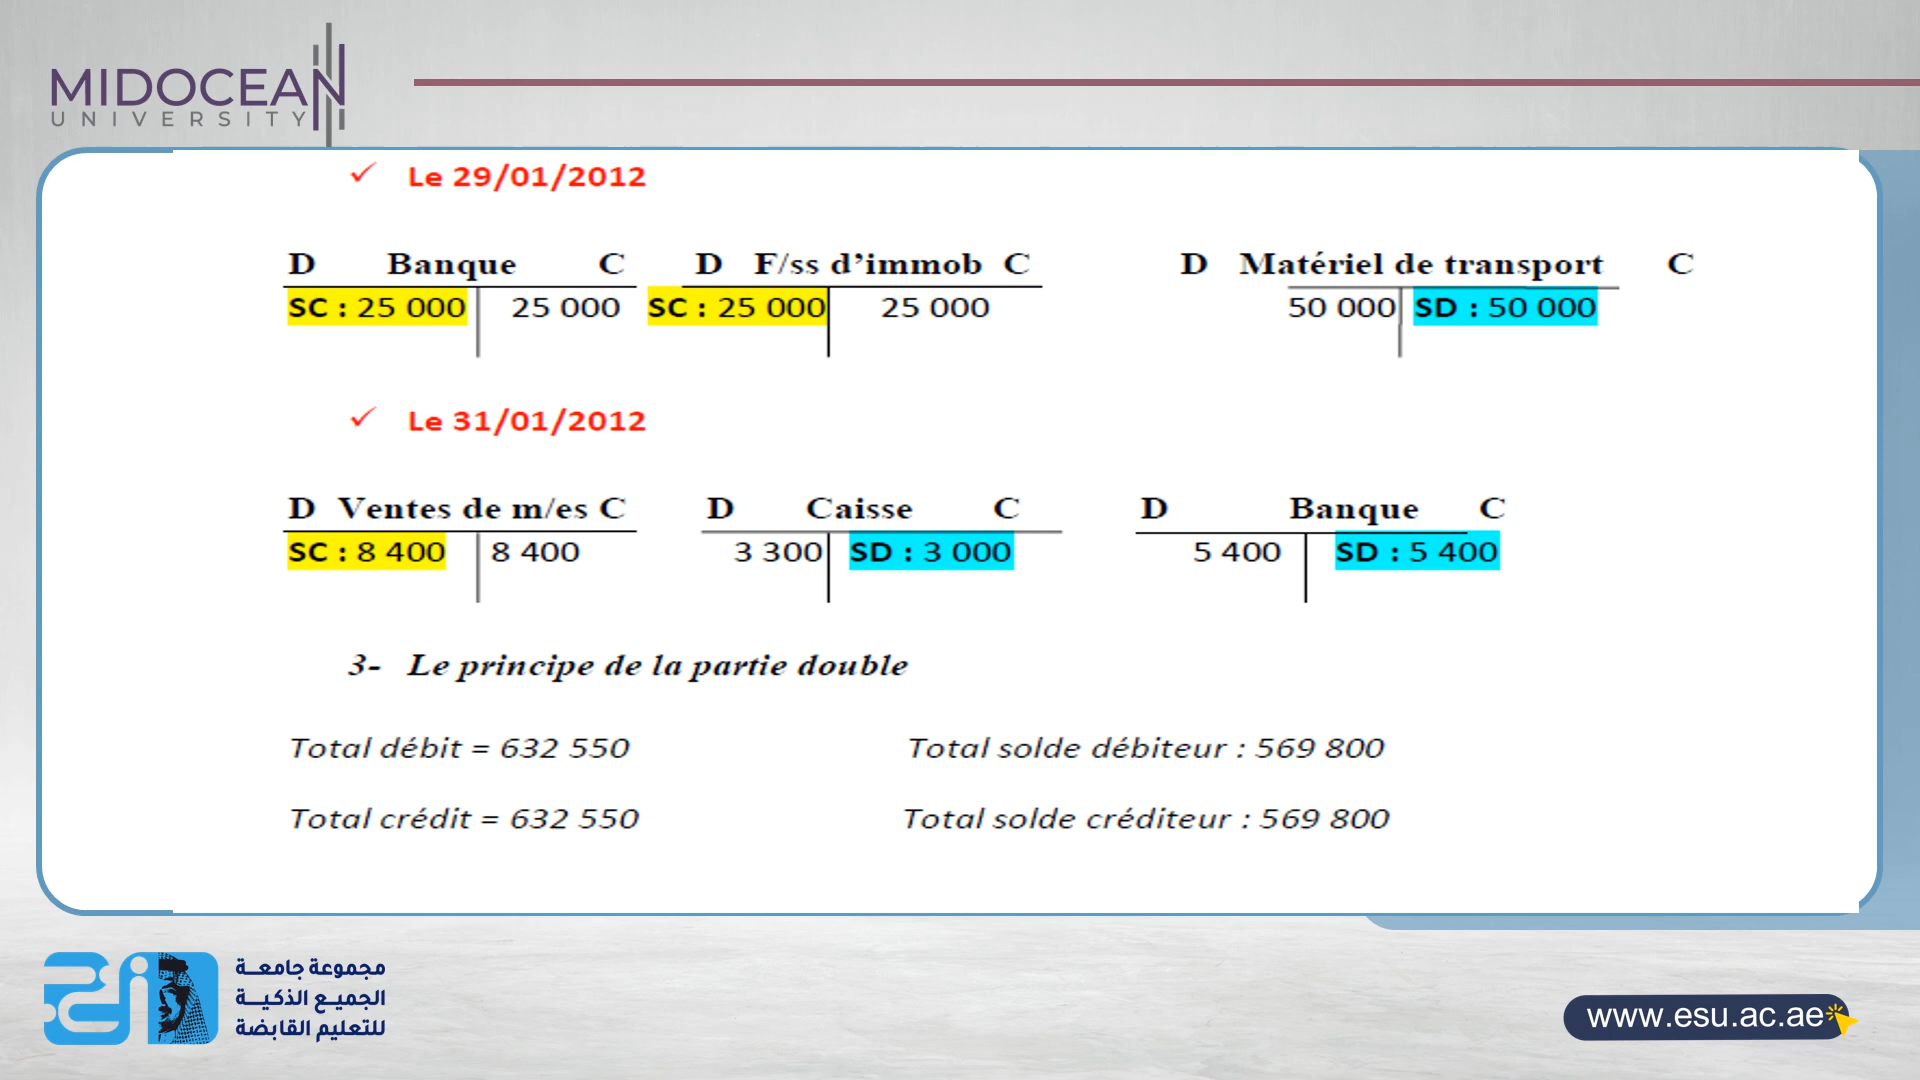 MIDOCEAN
UNIVERSITY
✓ Le 29/01/2012
D Banque C D F/ss d’immob C D Matériel de transport C
SC : 25 000 25 000 SC : 25 000 25 000 50 000 SD : 50 000
✓ Le 31/01/2012
D Ventes de m/es C D Caisse C D Banque C
SC : 8 400 8 400 3 300 SD : 3 000 5 400 SD : 5 400
3- Le principe de la partie double
Total débit = 632 550 Total solde débiteur : 569 800
Total crédit = 632 550 Total solde créditeur : 569 800
مجموعة جامعة
الجميع الذكية
للتعليم القابضة
www.esu.ac.ae